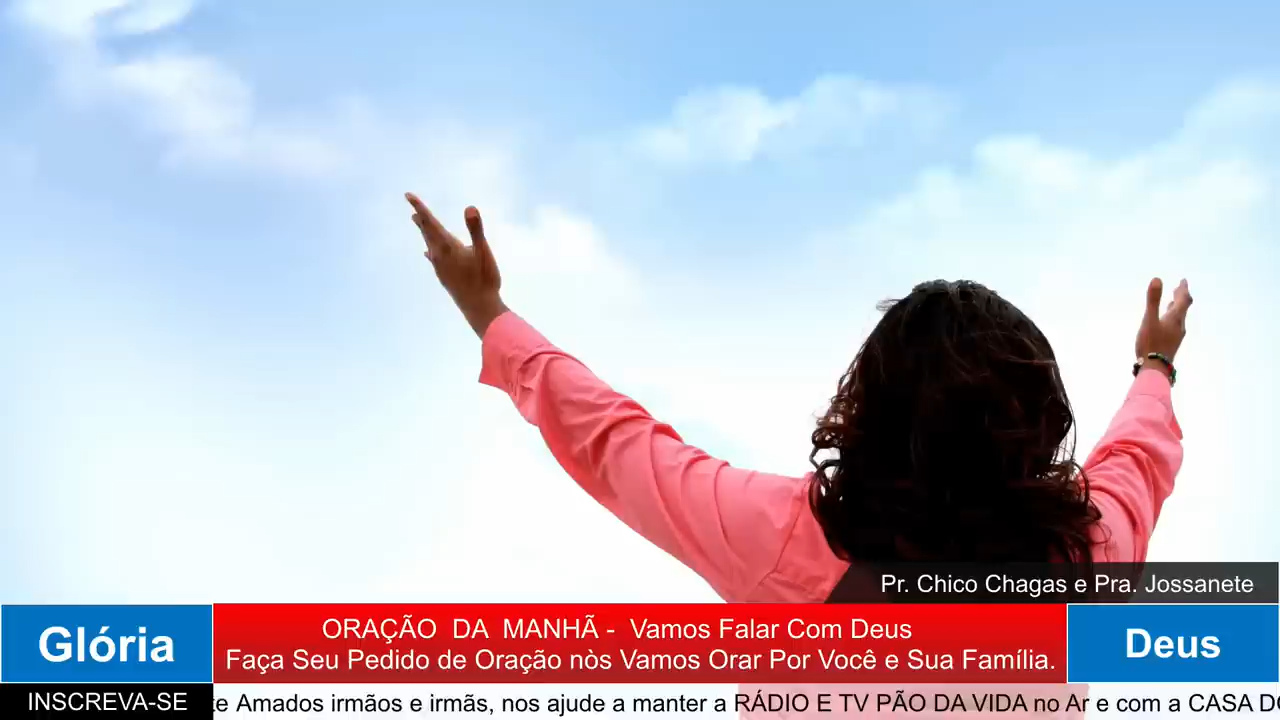 Pr. Chico Chagas e Pra. Jossanete
Glória
ORAÇÃO DA MANHÃ - Vamos Falar Com Deus
Faça Seu Pedido de Oração nòs Vamos Orar Por Você e Sua Família.
Deus
INSCREVA-SE
Amados irmãos e irmãs, nos ajude a manter a RÁDIO E TV PÃO DA VIDA no Ar e com a CASA